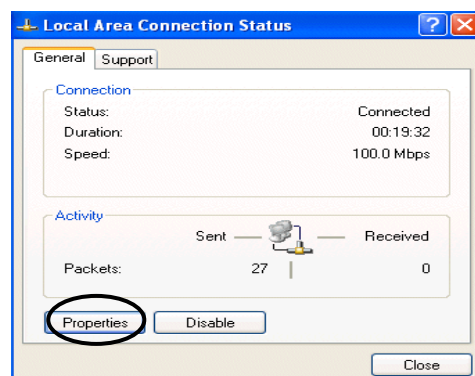 Local Area Connection Status
General Support
Connection
Status: Connected
Duration: 00:19:32
Speed: 100.0 Mbps
Activity
Sent Received
Packets: 27 0
Properties Disable
Close